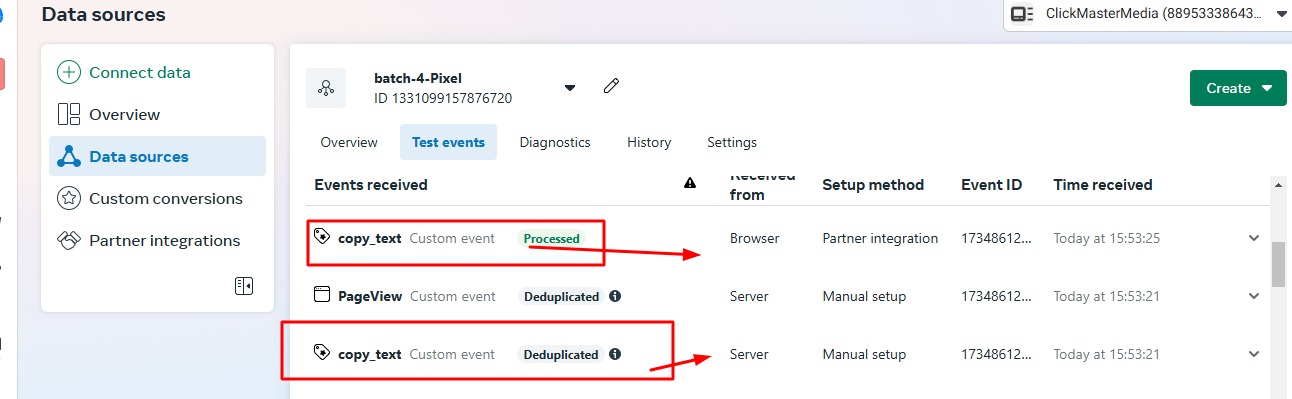 Data sources
ClickMasterMedia (88953338643...
Connect data
Overview
Data sources
Custom conversions
Partner integrations
batch-4-Pixel
ID 1331099157876720
Create
Overview Test events Diagnostics History Settings
Events received Received from Setup method Event ID Time received
copy_text Custom event Processed Browser Partner integration 17348612... Today at 15:53:25
PageView Custom event Deduplicated Server Manual setup 17348612... Today at 15:53:21
copy_text Custom event Deduplicated Server Manual setup 17348612... Today at 15:53:21